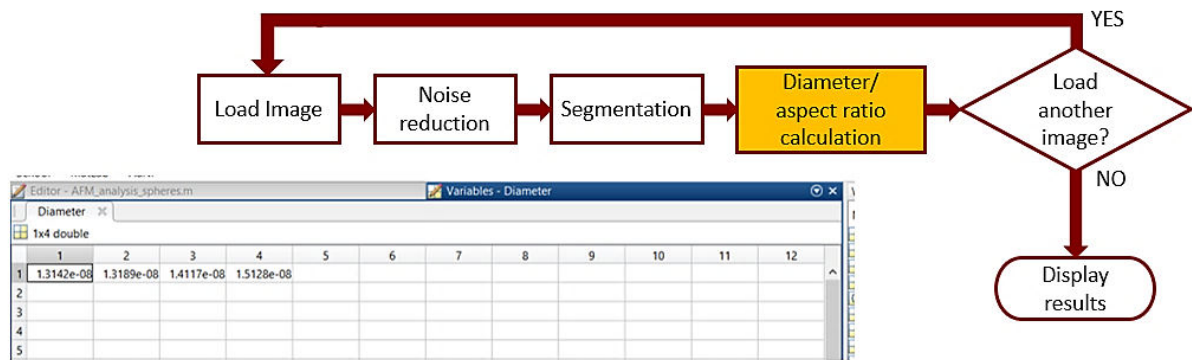 YES
Load Image
Noise
reduction
Segmentation
Diameter/
aspect ratio
calculation
Load
another
image?
NO
Display
results
Editor - AFM_analysis_spheres.m
Variables - Diameter
Diameter
1x4 double
1 2 3 4 5 6 7 8 9 10 11 12
1 1.3142e-08 1.3189e-08 1.4117e-08 1.5128e-08
2
3
4
5